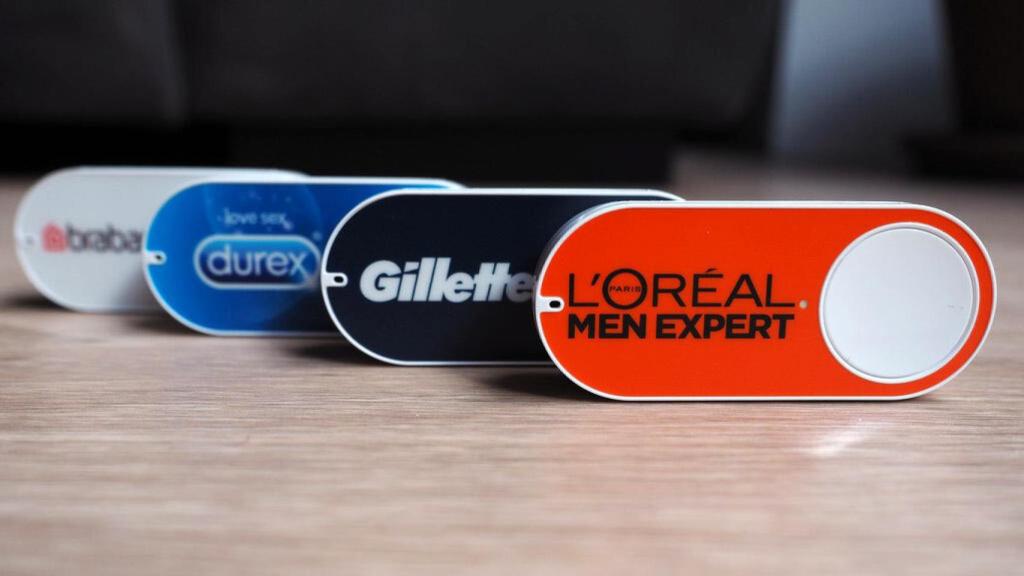 braba
love sex
durex
Gillette
L'ORÉAL
PARIS
MEN EXPERT